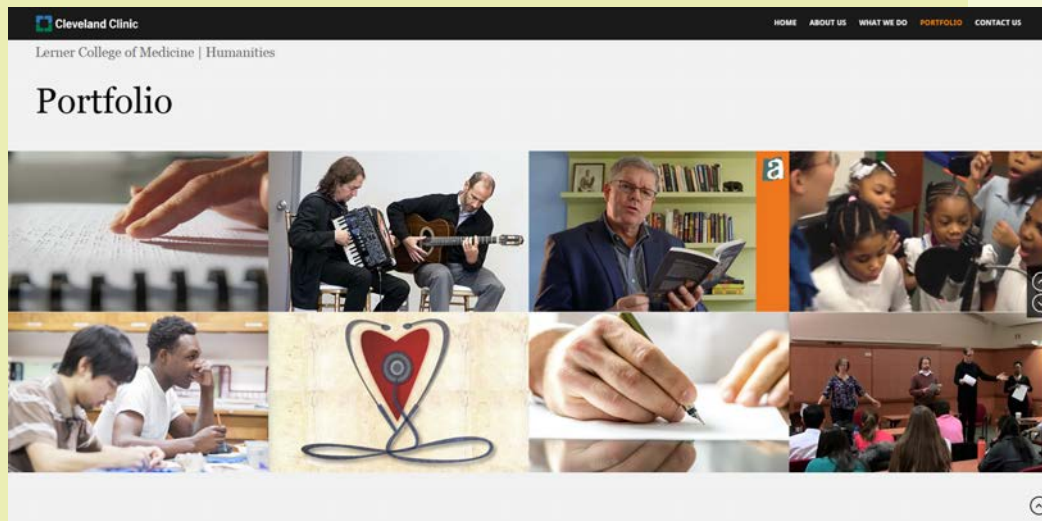 Cleveland Clinic
HOME ABOUT US WHAT WE DO PORTFOLIO CONTACT US
Lerner College of Medicine | Humanities
Portfolio
a